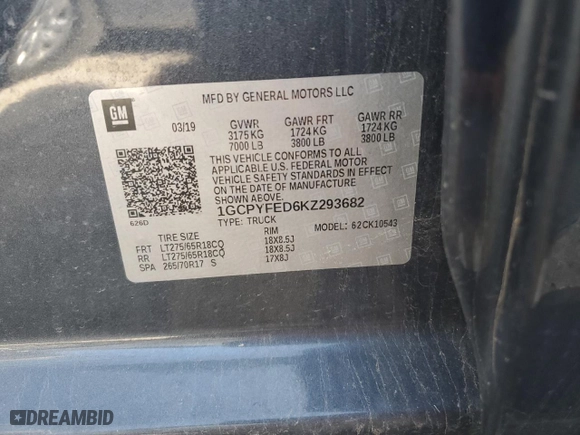 GM
MFD BY GENERAL MOTORS LLC
03/19 GVWR GAWR FRT GAWR RR
3175 KG 1724 KG 1724 KG
7000 LB 3800 LB 3800 LB
THIS VEHICLE CONFORMS TO ALL
APPLICABLE U.S. FEDERAL MOTOR
VEHICLE SAFETY STANDARDS IN EFFECT
ON THE DATE OF MANUFACTURE
SHOWN ABOVE.
1GCPYFED6KZ293682
626D TYPE: TRUCK MODEL: 62CK10543
TIRE SIZE RIM
FRT LT275/65R18CQ 18X8.5J
RR LT275/65R18CQ 18X8.5J
SPA 265/70R17 S 17X8J
DREAMBID